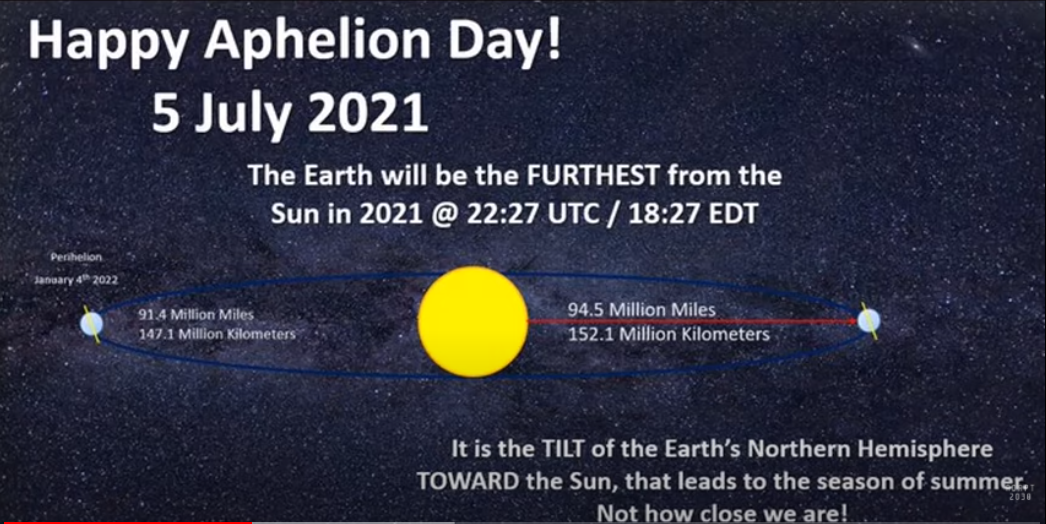 Happy Aphelion Day!
5 July 2021
The Earth will be the FURTHEST from the
Sun in 2021 @ 22:27 UTC / 18:27 EDT
Perihelion
January 4th 2022
91.4 Million Miles
147.1 Million Kilometers
94.5 Million Miles
152.1 Million Kilometers
It is the TILT of the Earth's Northern Hemisphere
TOWARD the Sun, that leads to the season of summer.
Not how close we are!